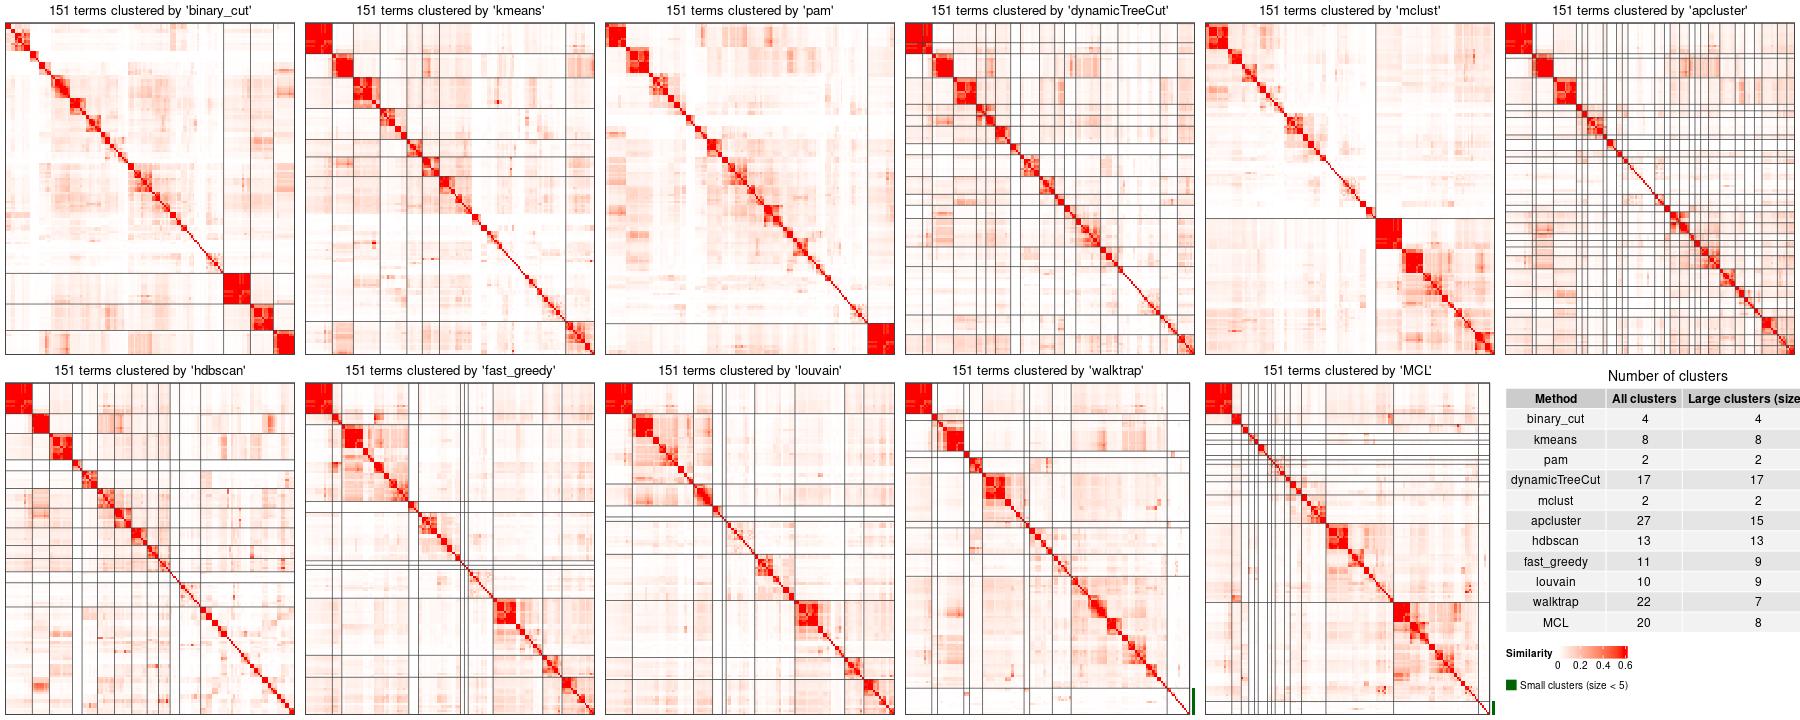 151 terms clustered by 'binary_cut'
151 terms clustered by 'kmeans'
151 terms clustered by 'pam'
151 terms clustered by 'dynamicTreeCut'
151 terms clustered by 'mclust'
151 terms clustered by 'apcluster'
151 terms clustered by 'hdbscan'
151 terms clustered by 'fast_greedy'
151 terms clustered by 'louvain'
151 terms clustered by 'walktrap'
151 terms clustered by 'MCL'
Number of clusters
Method All clusters Large clusters (size
binary_cut 4 4
kmeans 8 8
pam 2 2
dynamicTreeCut 17 17
mclust 2 2
apcluster 27 15
hdbscan 13 13
fast_greedy 11 9
louvain 10 9
walktrap 22 7
MCL 20 8
Similarity
0 0.2 0.4 0.6
Small clusters (size < 5)